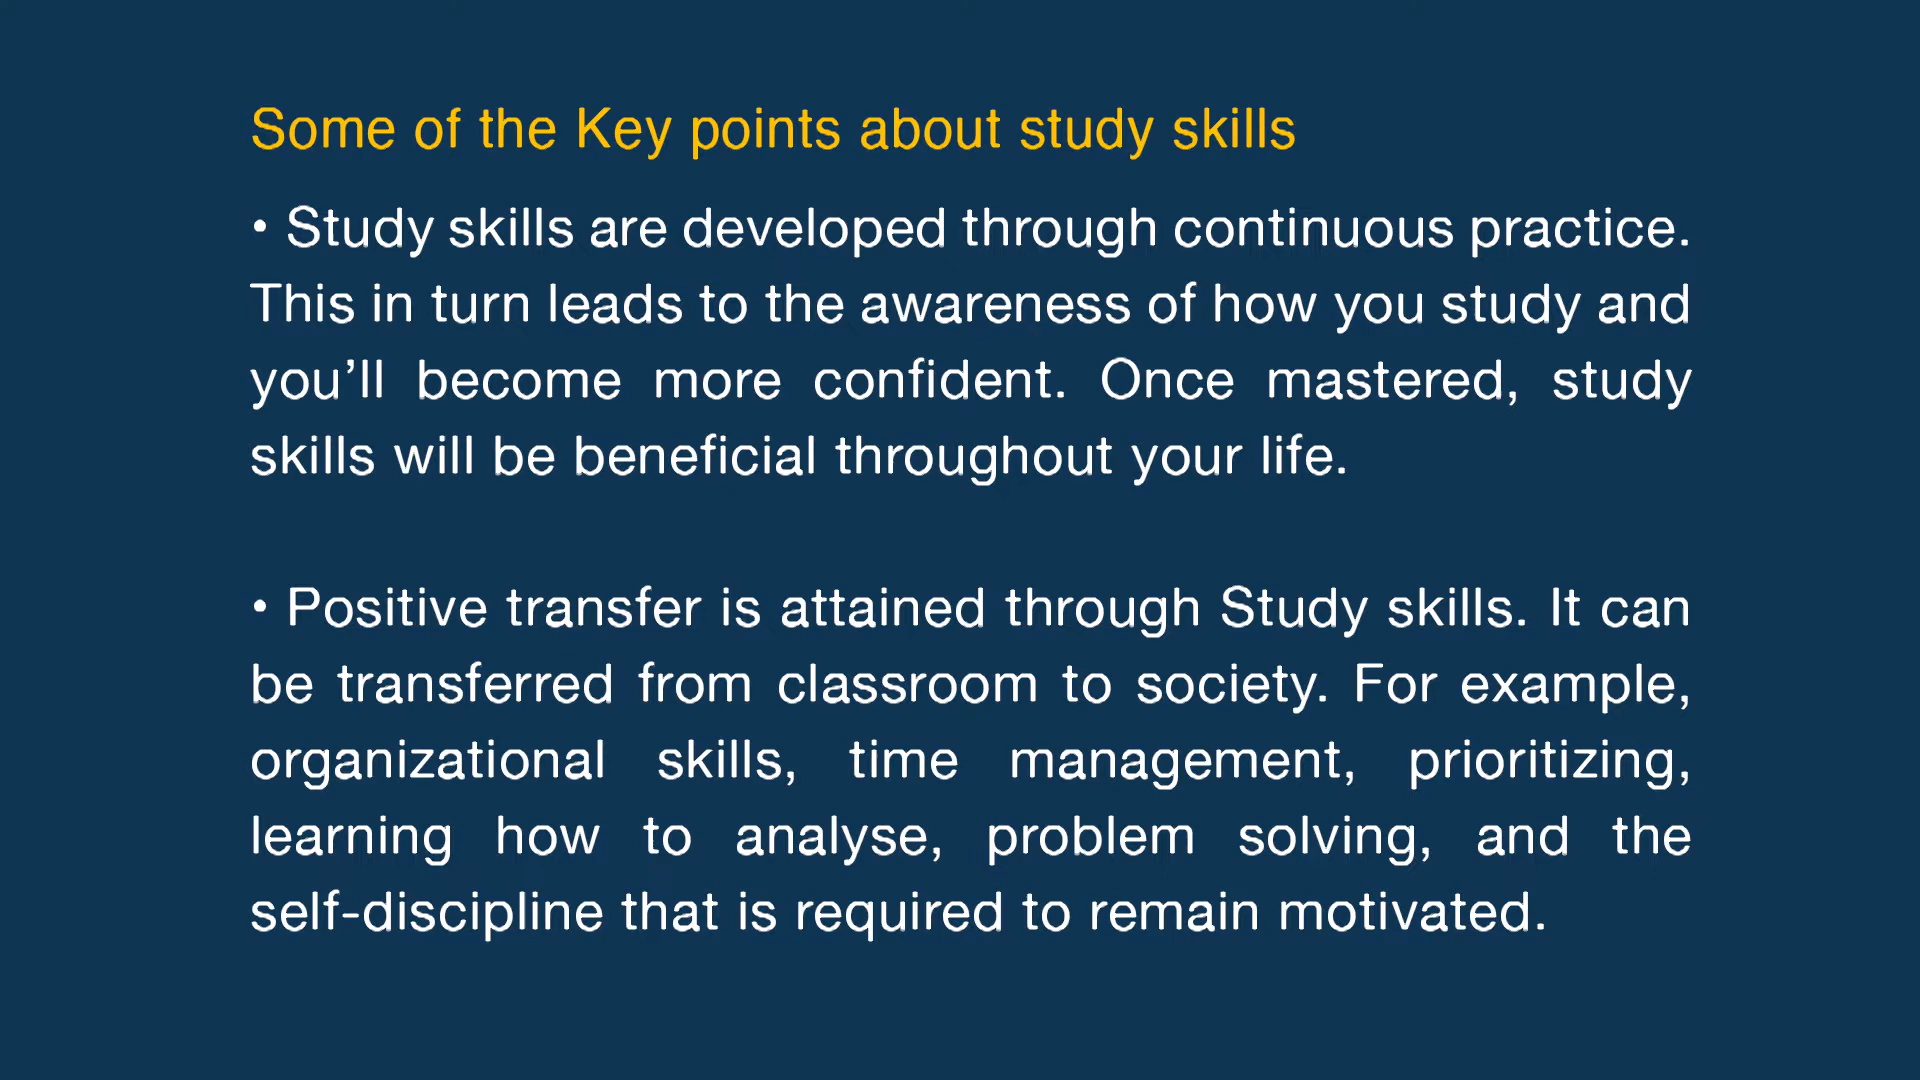 Some of the Key points about study skills
• Study skills are developed through continuous practice.
This in turn leads to the awareness of how you study and
you’ll become more confident. Once mastered, study
skills will be beneficial throughout your life.
• Positive transfer is attained through Study skills. It can
be transferred from classroom to society. For example,
organizational skills, time management, prioritizing,
learning how to analyse, problem solving, and the
self-discipline that is required to remain motivated.